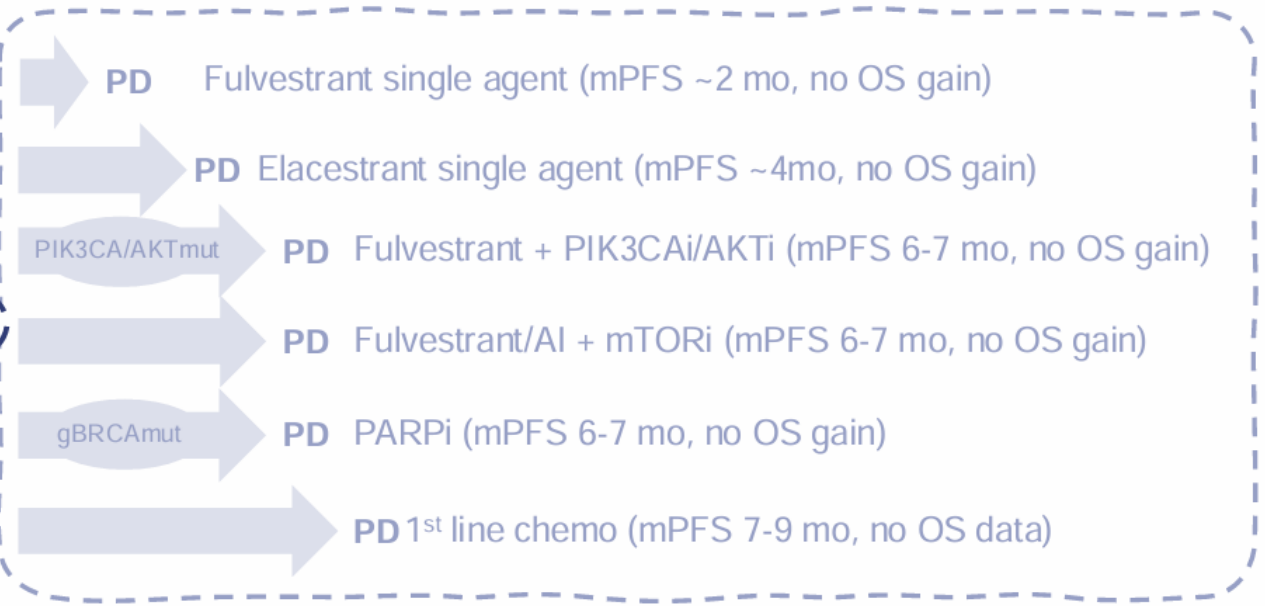 PD Fulvestrant single agent (mPFS ~2 mo, no OS gain)
PD Elacestrant single agent (mPFS ~4mo, no OS gain)
PIK3CA/AKTmut PD Fulvestrant + PIK3CAi/AKTi (mPFS 6-7 mo, no OS gain)
PD Fulvestrant/AI + mTORi (mPFS 6-7 mo, no OS gain)
gBRCAmut PD PARPi (mPFS 6-7 mo, no OS gain)
PD 1st line chemo (mPFS 7-9 mo, no OS data)